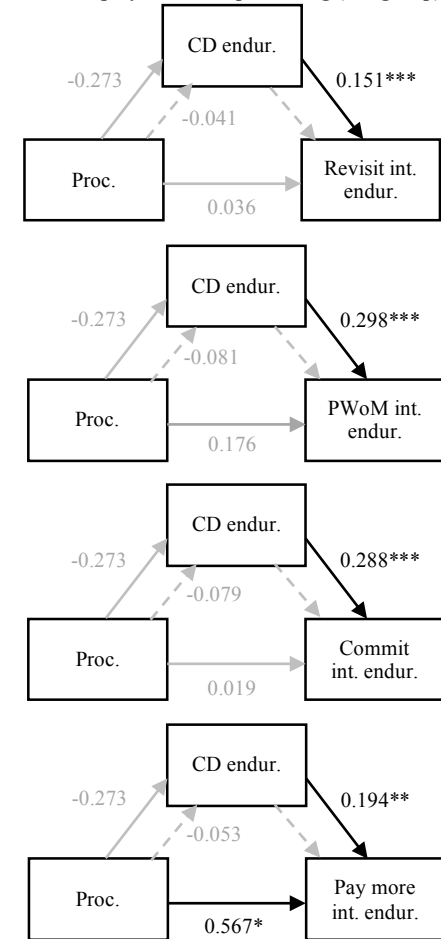 CD endur.
-0.273
0.151***
-0.041
Proc.
Revisit int.
endur.
0.036
CD endur.
-0.273
0.298***
-0.081
Proc.
PWoM int.
endur.
0.176
CD endur.
-0.273
0.288***
-0.079
Proc.
Commit
int. endur.
0.019
CD endur.
-0.273
0.194**
-0.053
Proc.
Pay more
int. endur.
0.567*